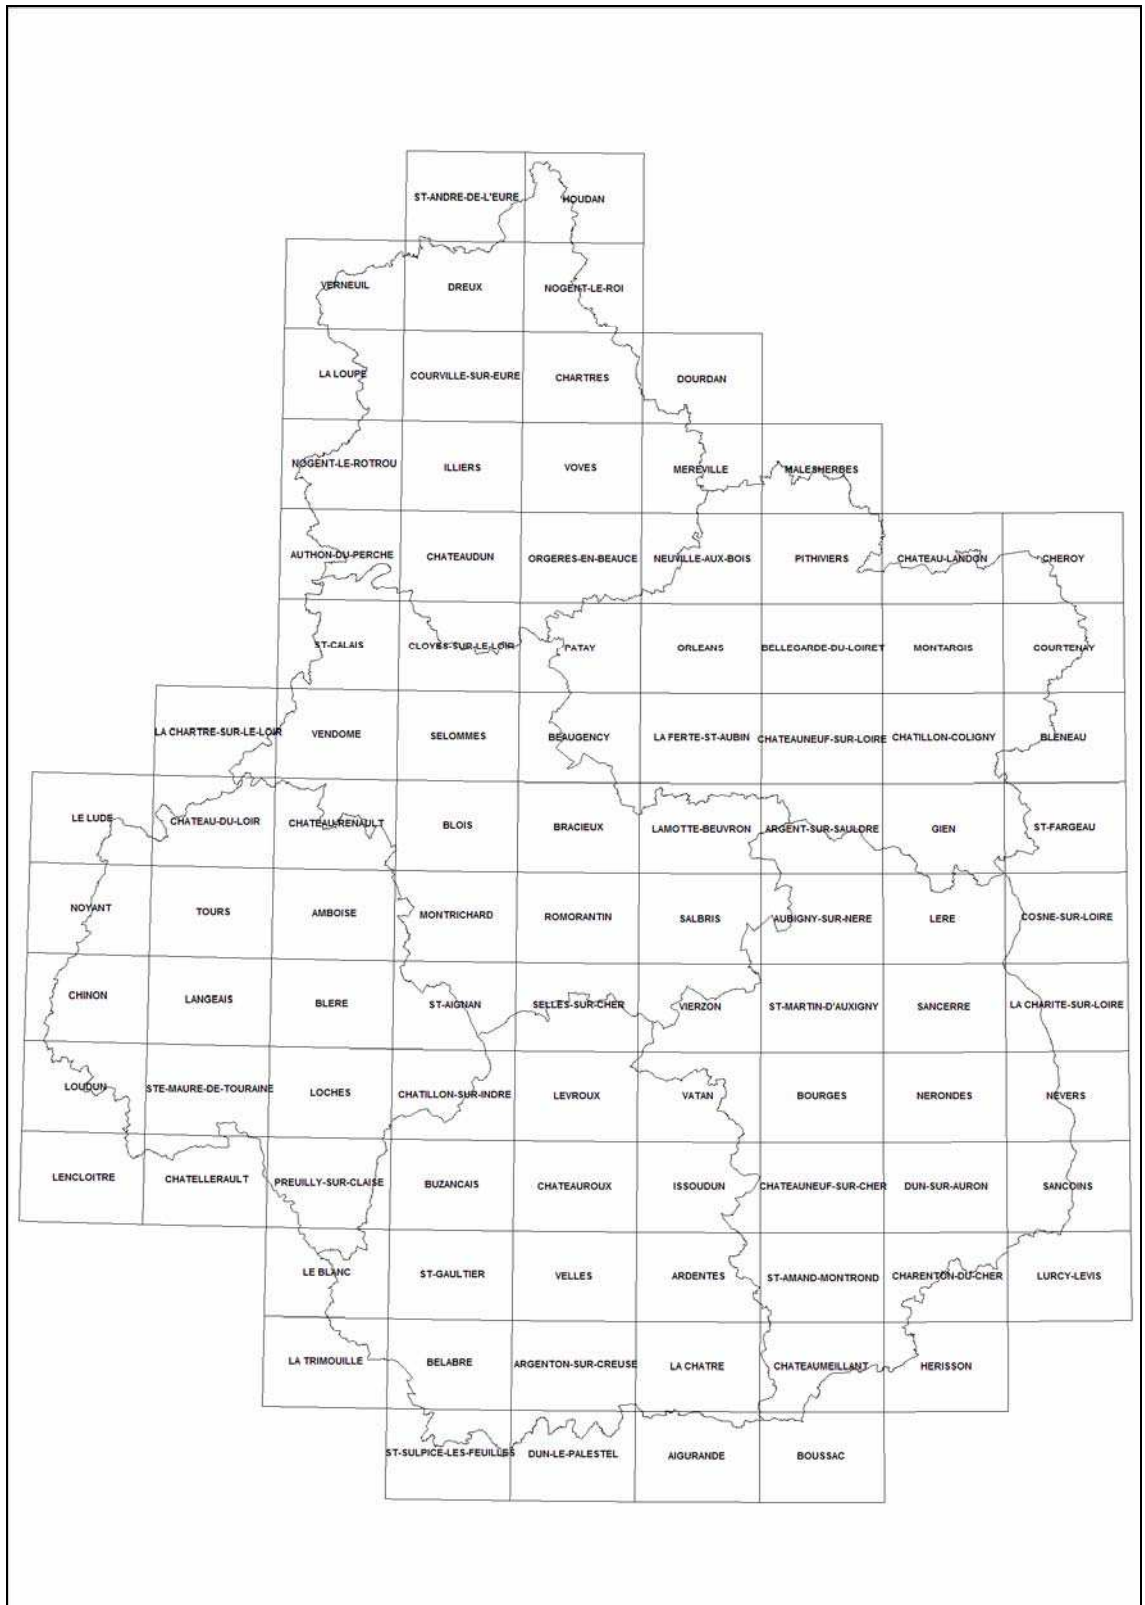 ST-ANDRE-DE-L'EURE
HOUDAN
VERNEUIL
DREUX
NOGENT-LE-ROI
LA LOUPE
COURVILLE-SUR-EURE
CHARTRES
DOURDAN
NOGENT-LE-ROTROU
ILLIERS
VOVES
MEREVILLE
MALESHERBES
AUTHON-DU-PERCHE
CHATEAUDUN
ORGERES-EN-BEAUCE
NEUVILLE-AUX-BOIS
PITHIVIERS
CHATEAU-LANDON
CHEROY
ST-CALAIS
CLOYES-SUR-LE-LOIR
PATAY
ORLEANS
BELLEGARDE-DU-LOIRET
MONTARGIS
COURTENAY
LA CHARTRE-SUR-LE-LOIR
VENDOME
SELOMMES
BEAUGENCY
LA FERTE-ST-AUBIN
CHATEAUNEUF-SUR-LOIRE
CHATILLON-COLIGNY
BLENEAU
LE LUDE
CHATEAU-DU-LOIR
CHATEAU-RENAULT
BLOIS
BRACIEUX
LAMOTTE-BEUVRON
ARGENT-SUR-SAULDRE
GIEN
ST-FARGEAU
NOYANT
TOURS
AMBOISE
MONTRICHARD
ROMORANTIN
SALBRIS
AUBIGNY-SUR-NERE
LERE
COSNE-SUR-LOIRE
CHINON
LANGEAIS
BLERE
ST-AIGNAN
SELLES-SUR-CHER
VIERZON
ST-MARTIN-D'AUXIGNY
SANCERRE
LA CHARITE-SUR-LOIRE
LOUDUN
STE-MAURE-DE-TOURAINE
LOCHES
CHATILLON-SUR-INDRE
LEVROUX
VATAN
BOURGES
NERONDES
NEVERS
LENCLOITRE
CHATELLERAULT
PREUILLY-SUR-CLAISE
BUZANCAIS
CHATEAUROUX
ISSOUDUN
CHATEAUNEUF-SUR-CHER
DUN-SUR-AURON
SANCOINS
LE BLANC
ST-GAULTIER
VELLES
ARDENTES
ST-AMAND-MONTROND
CHARENTON-DU-CHER
LURCY-LEVIS
LA TRIMOUILLE
BELABRE
ARGENTON-SUR-CREUSE
LA CHATRE
CHATEAUMEILLANT
HERISSON
ST-SULPICE-LES-FEUILLES
DUN-LE-PALESTEL
AIGURANDE
BOUSSAC